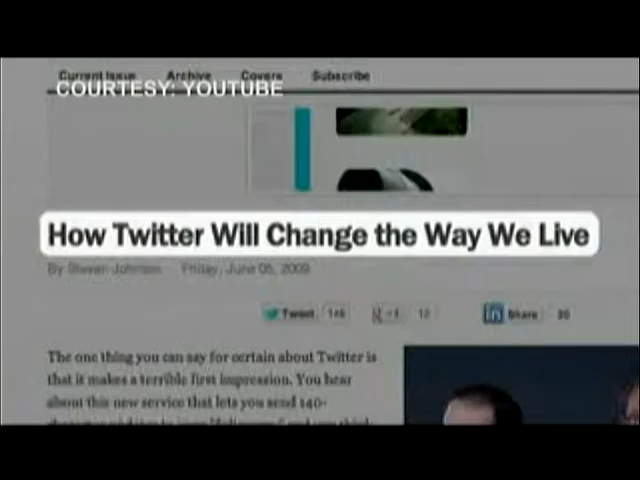 Current Issue Archive Covers Subscribe
COURTESY: YOUTUBE
How Twitter Will Change the Way We Live
By Steven Johnson Friday, June 05, 2009
Tweet 146 +1 12 in Share 20
The one thing you can say for certain about Twitter is
that it makes a terrible first impression. You hear
about this new service that lets you send 140-